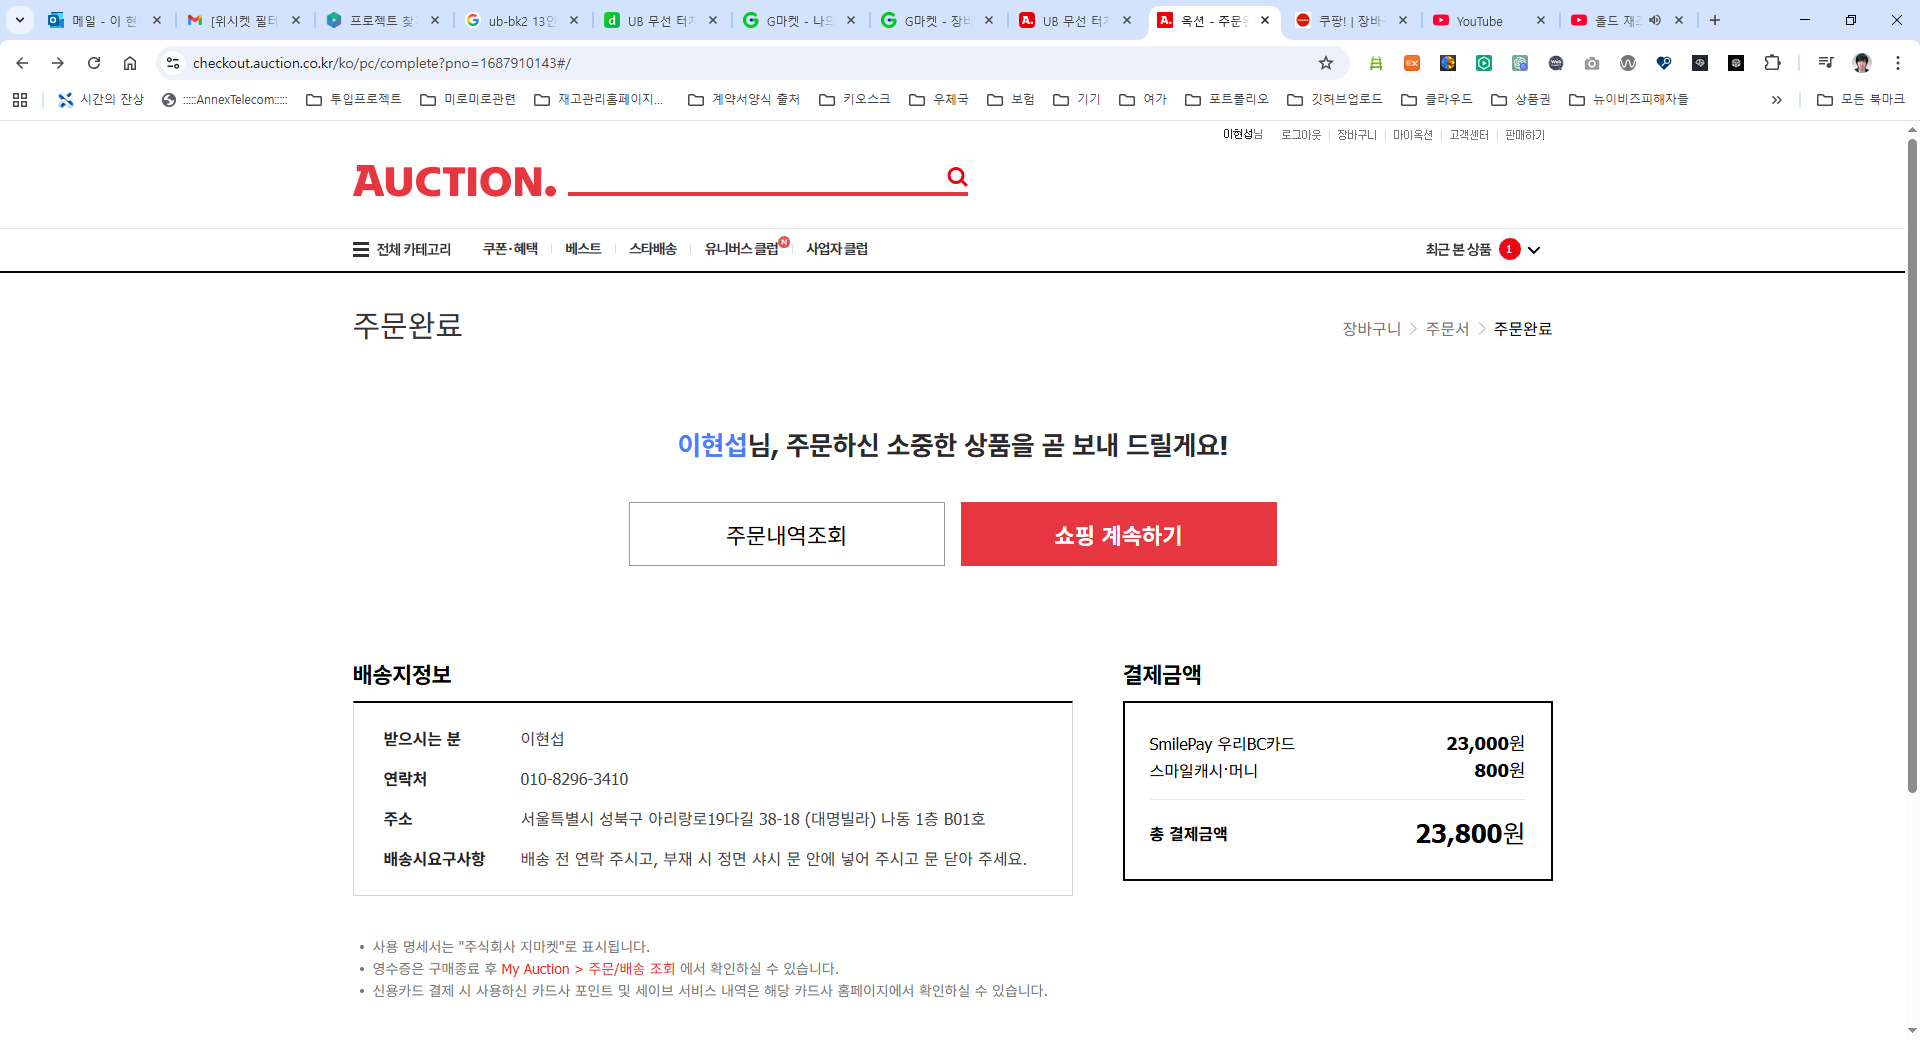 메일 - 이 현
[위시켓 필터
프로젝트 찾
ub-bk2 13인
UB 무선 터치
G마켓 - 나의
G마켓 - 장바
UB 무선 터치
옥션 - 주문완
쿠팡! | 장바구
YouTube
올드 재즈
checkout.auction.co.kr/ko/pc/complete?pno=1687910143#/
시간의 잔상
:::::AnnexTelecom:::::
투입프로젝트
미로미로관련
재고관리홈페이지...
계약서양식 출처
키오스크
우체국
보험
기기
여가
포트폴리오
깃허브업로드
클라우드
상품권
뉴이비즈피해자들
모든 북마크
이현섭님 로그아웃 장바구니 마이옥션 고객센터 판매하기
AUCTION.
전체 카테고리 쿠폰·혜택 베스트 스타배송 유니버스 클럽 N 사업자 클럽 최근 본 상품 1
주문완료
장바구니 > 주문서 > 주문완료
이현섭님, 주문하신 소중한 상품을 곧 보내 드릴게요!
주문내역조회
쇼핑 계속하기
배송지정보
받으시는 분 이현섭
연락처 010-8296-3410
주소 서울특별시 성북구 아리랑로19다길 38-18 (대명빌라) 나동 1층 B01호
배송시요구사항 배송 전 연락 주시고, 부재 시 정면 샤시 문 안에 넣어 주시고 문 닫아 주세요.
결제금액
SmilePay 우리BC카드 23,000원
스마일캐시·머니 800원
총 결제금액 23,800원
• 사용 명세서는 "주식회사 지마켓"로 표시됩니다.
• 영수증은 구매종료 후 My Auction > 주문/배송 조회 에서 확인하실 수 있습니다.
• 신용카드 결제 시 사용하신 카드사 포인트 및 세이브 서비스 내역은 해당 카드사 홈페이지에서 확인하실 수 있습니다.